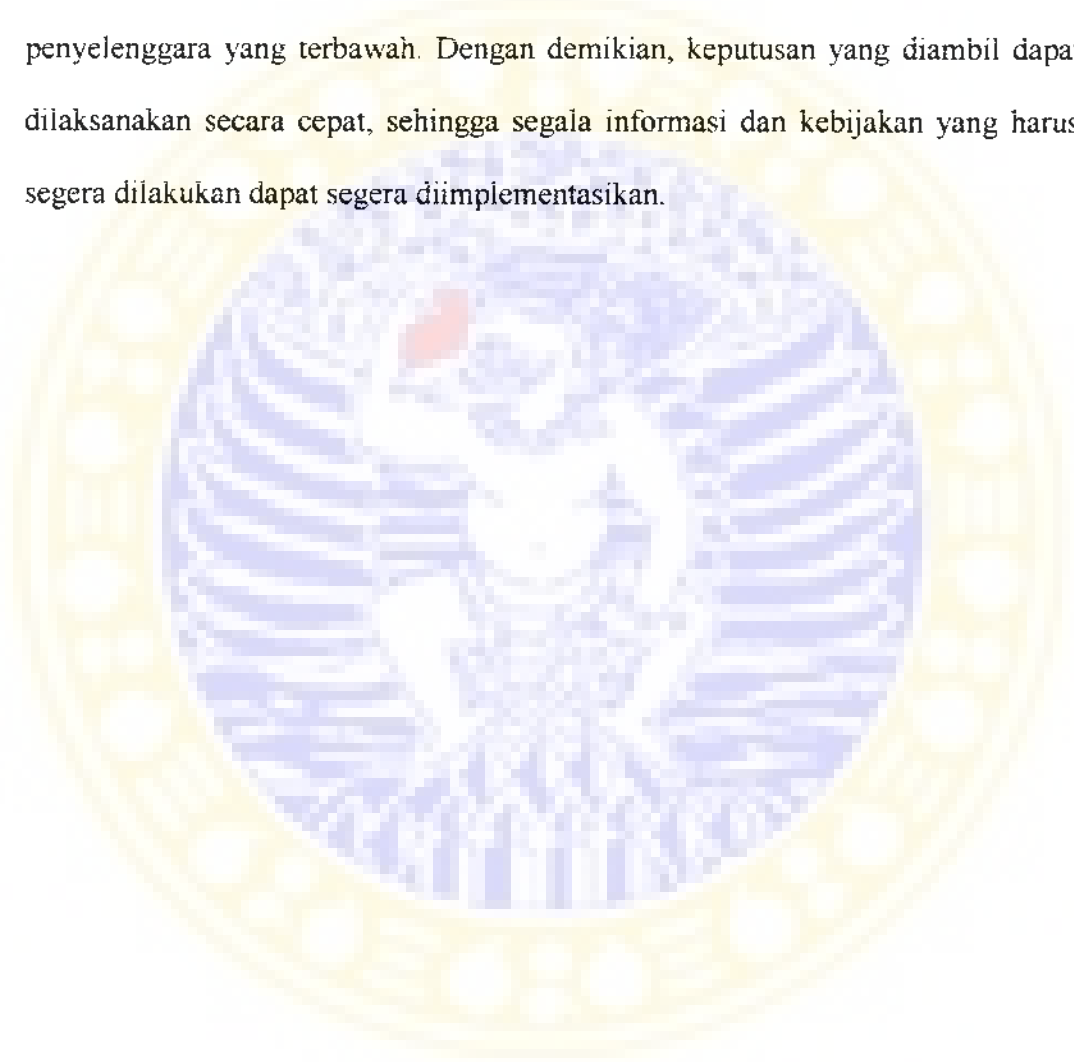 penyelenggara yang terbawah. Dengan demikian, keputusan yang diambil dapa
dilaksanakan secara cepat, sehingga segala informasi dan kebijakan yang harus
segera dilakukan dapat segera diimplementasikan.